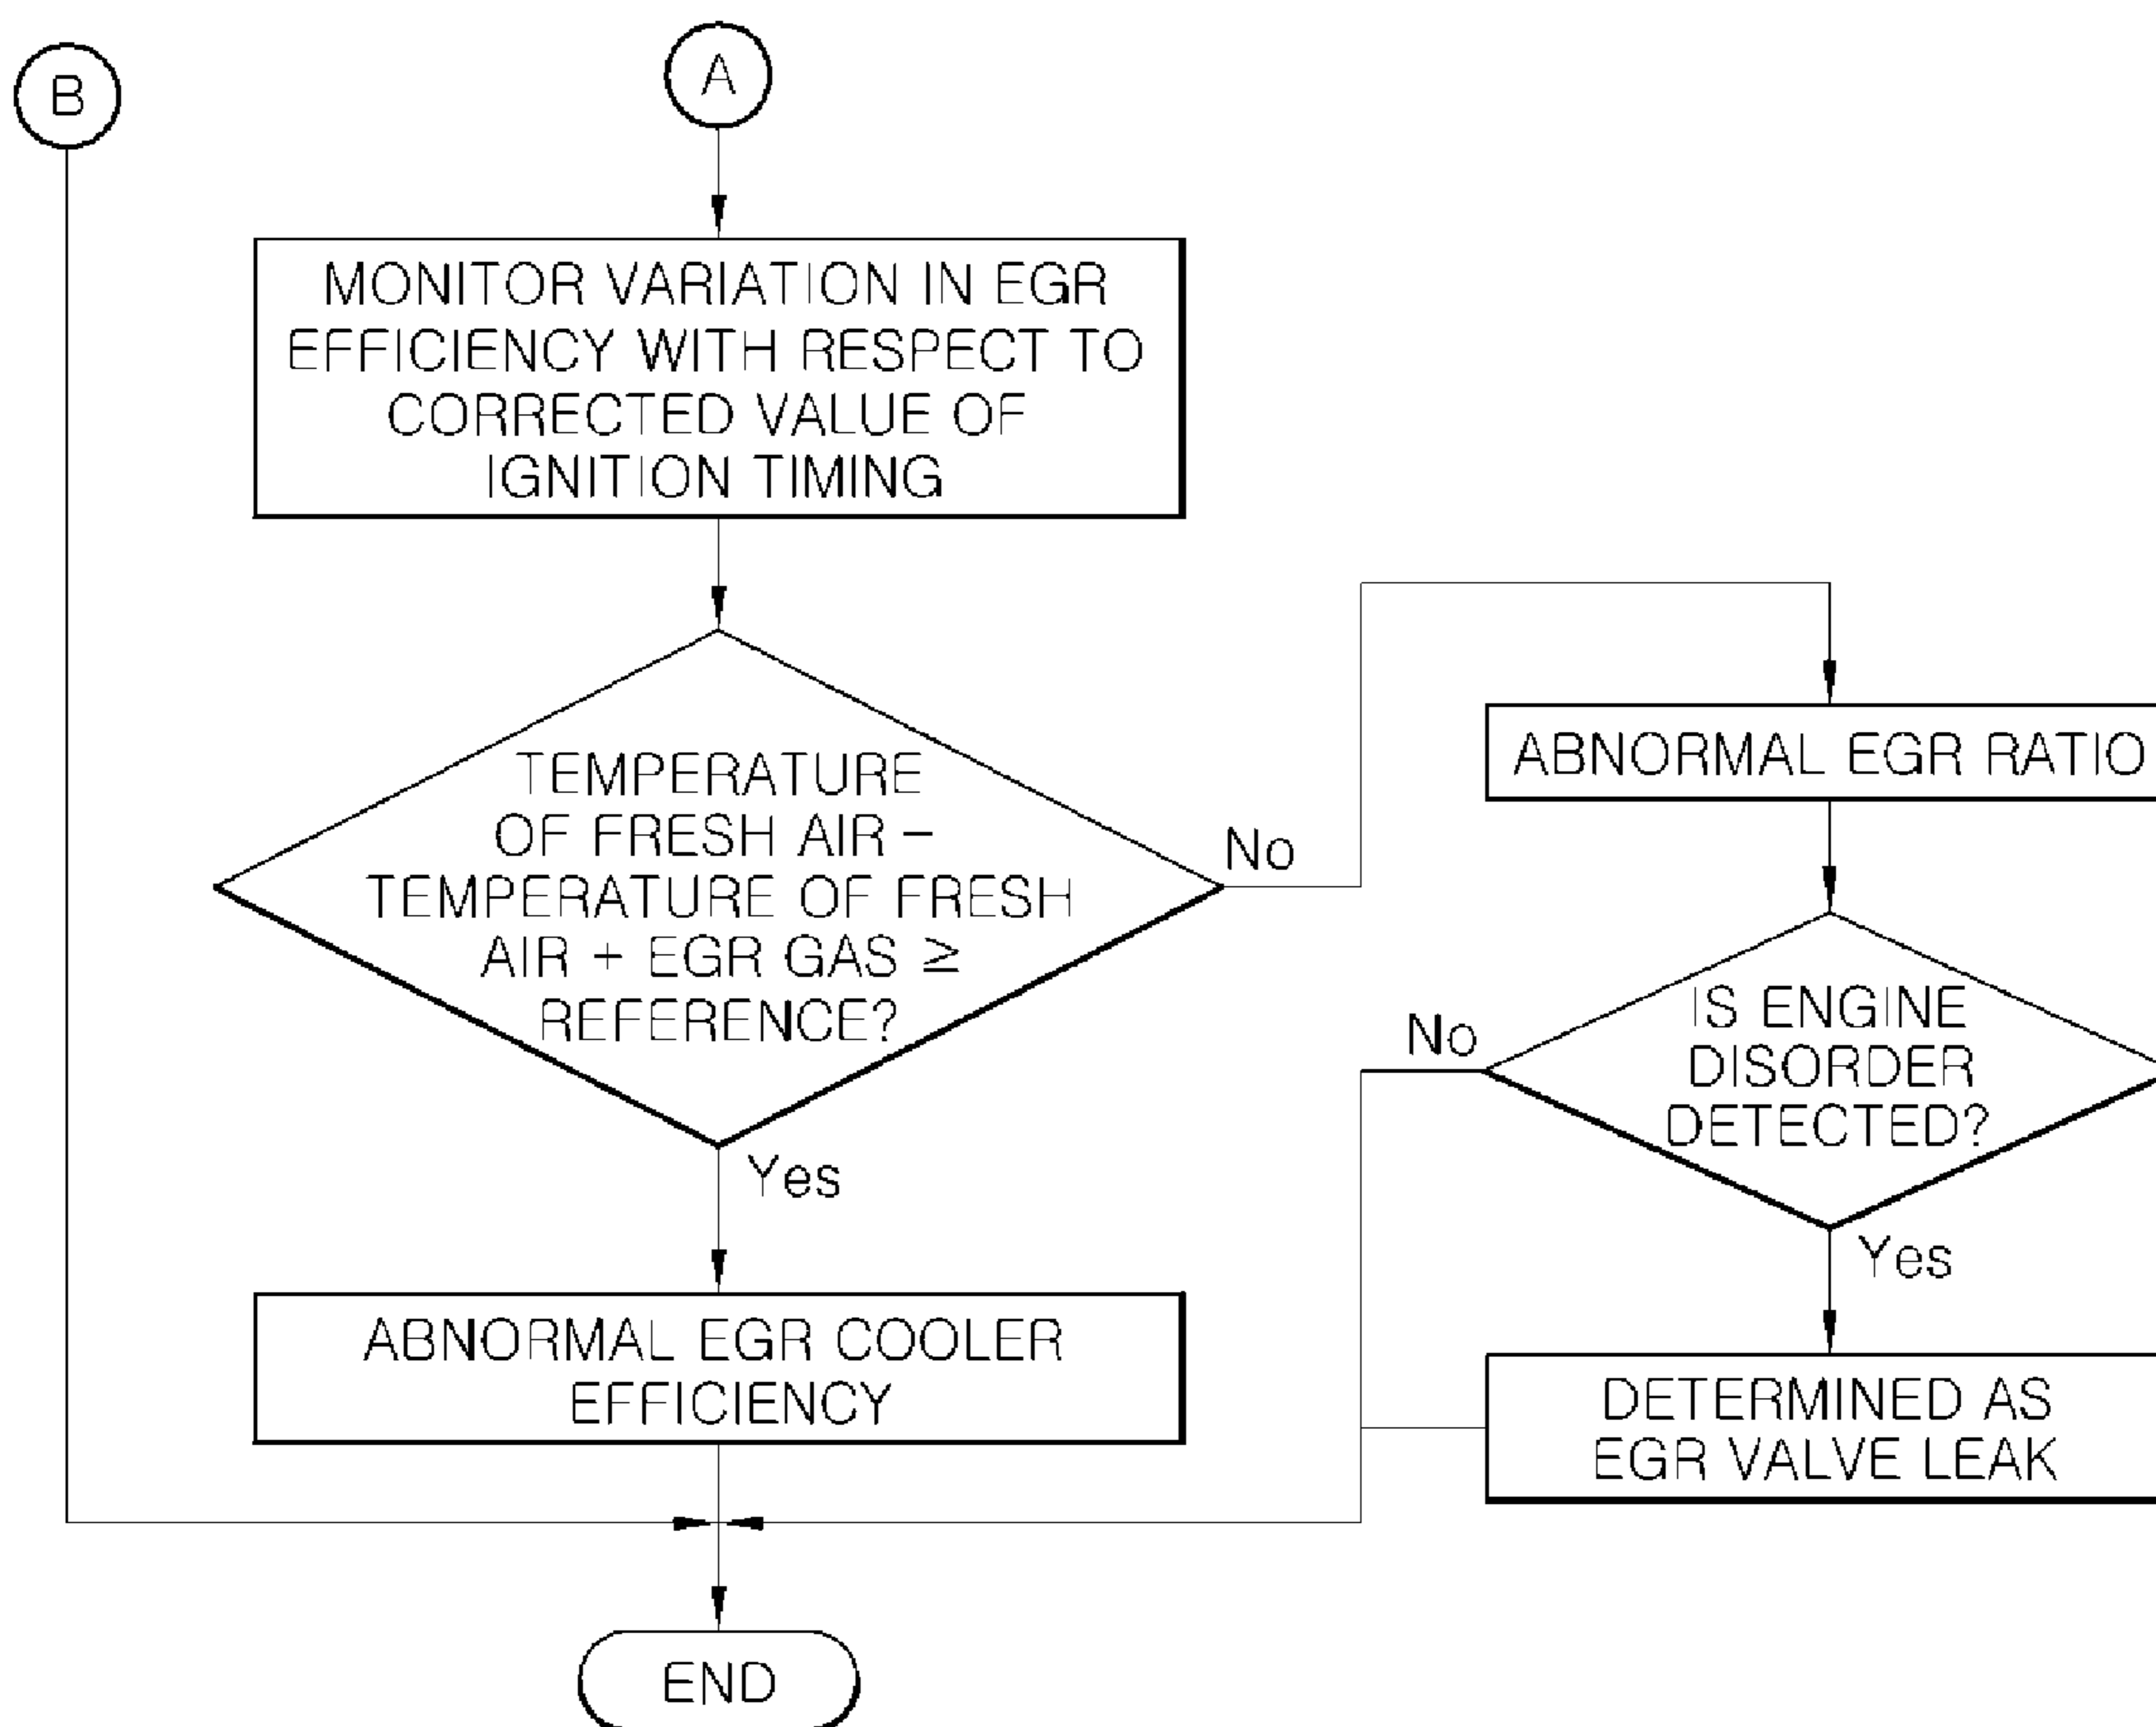 B
A
MONITOR VARIATION IN EGR
EFFICIENCY WITH RESPECT TO
CORRECTED VALUE OF
IGNITION TIMING
TEMPERATURE
OF FRESH AIR –
TEMPERATURE OF FRESH
AIR + EGR GAS ≥
REFERENCE?
No
Yes
ABNORMAL EGR RATIO
IS ENGINE
DISORDER
DETECTED?
No
Yes
DETERMINED AS
EGR VALVE LEAK
ABNORMAL EGR COOLER
EFFICIENCY
END